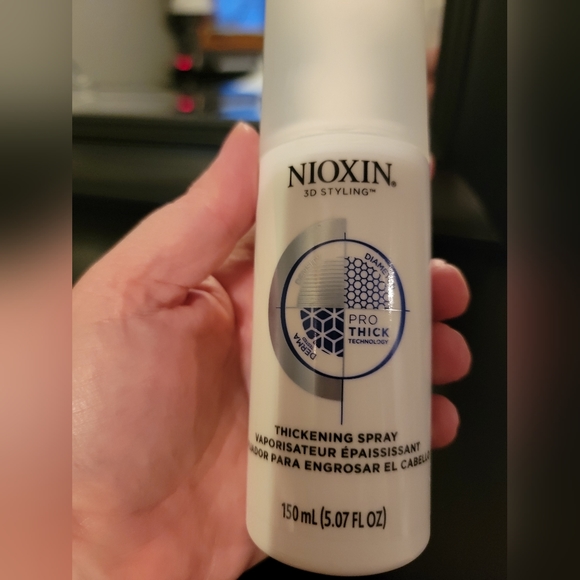 NIOXIN®
3D STYLING™
PRO
THICK
TECHNOLOGY
DERMA
THICKENING SPRAY
VAPORISATEUR ÉPAISSISSANT
PARA ENGROSAR EL
150 mL (5.07 FL OZ)